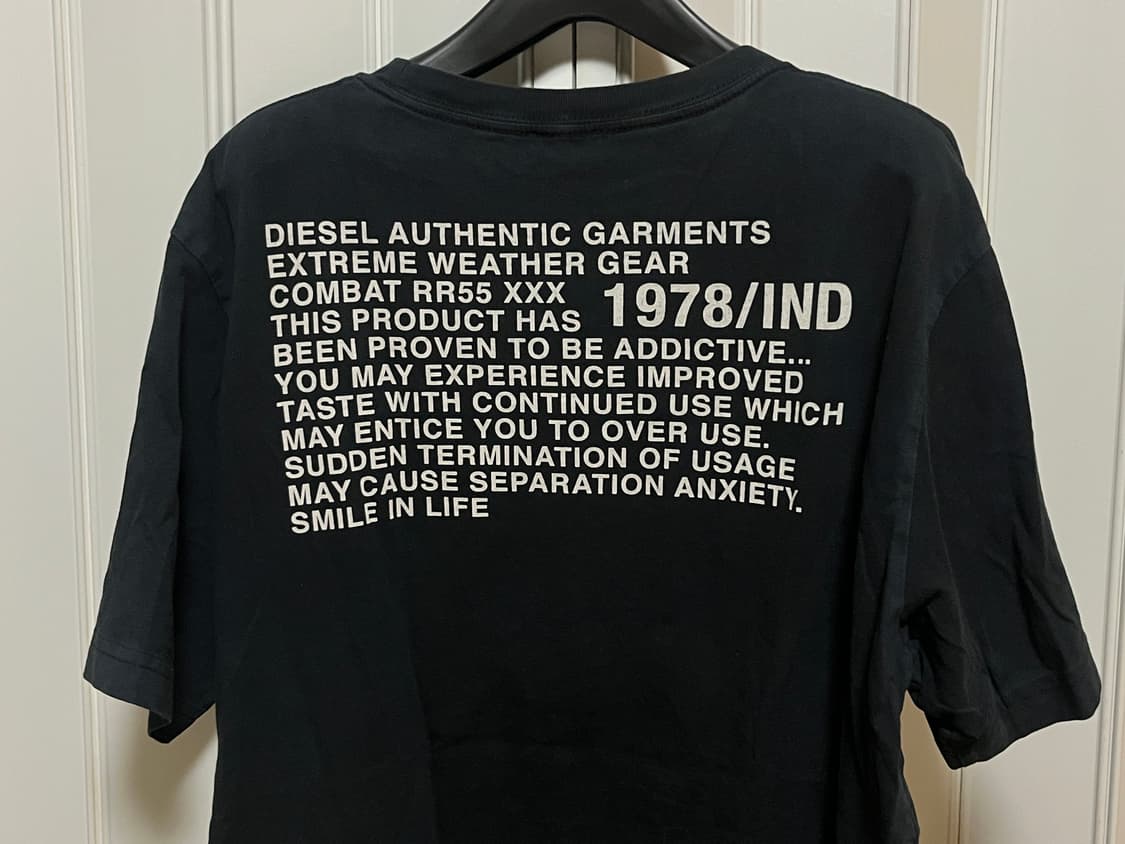 DIESEL AUTHENTIC GARMENTS
EXTREME WEATHER GEAR
COMBAT RR55 XXX
THIS PRODUCT HAS
1978/IND
BEEN PROVEN TO BE ADDICTIVE...
YOU MAY EXPERIENCE IMPROVED
TASTE WITH CONTINUED USE WHICH
MAY ENTICE YOU TO OVER USE.
SUDDEN TERMINATION OF USAGE
MAY CAUSE SEPARATION ANXIETY.
SMILE IN LIFE